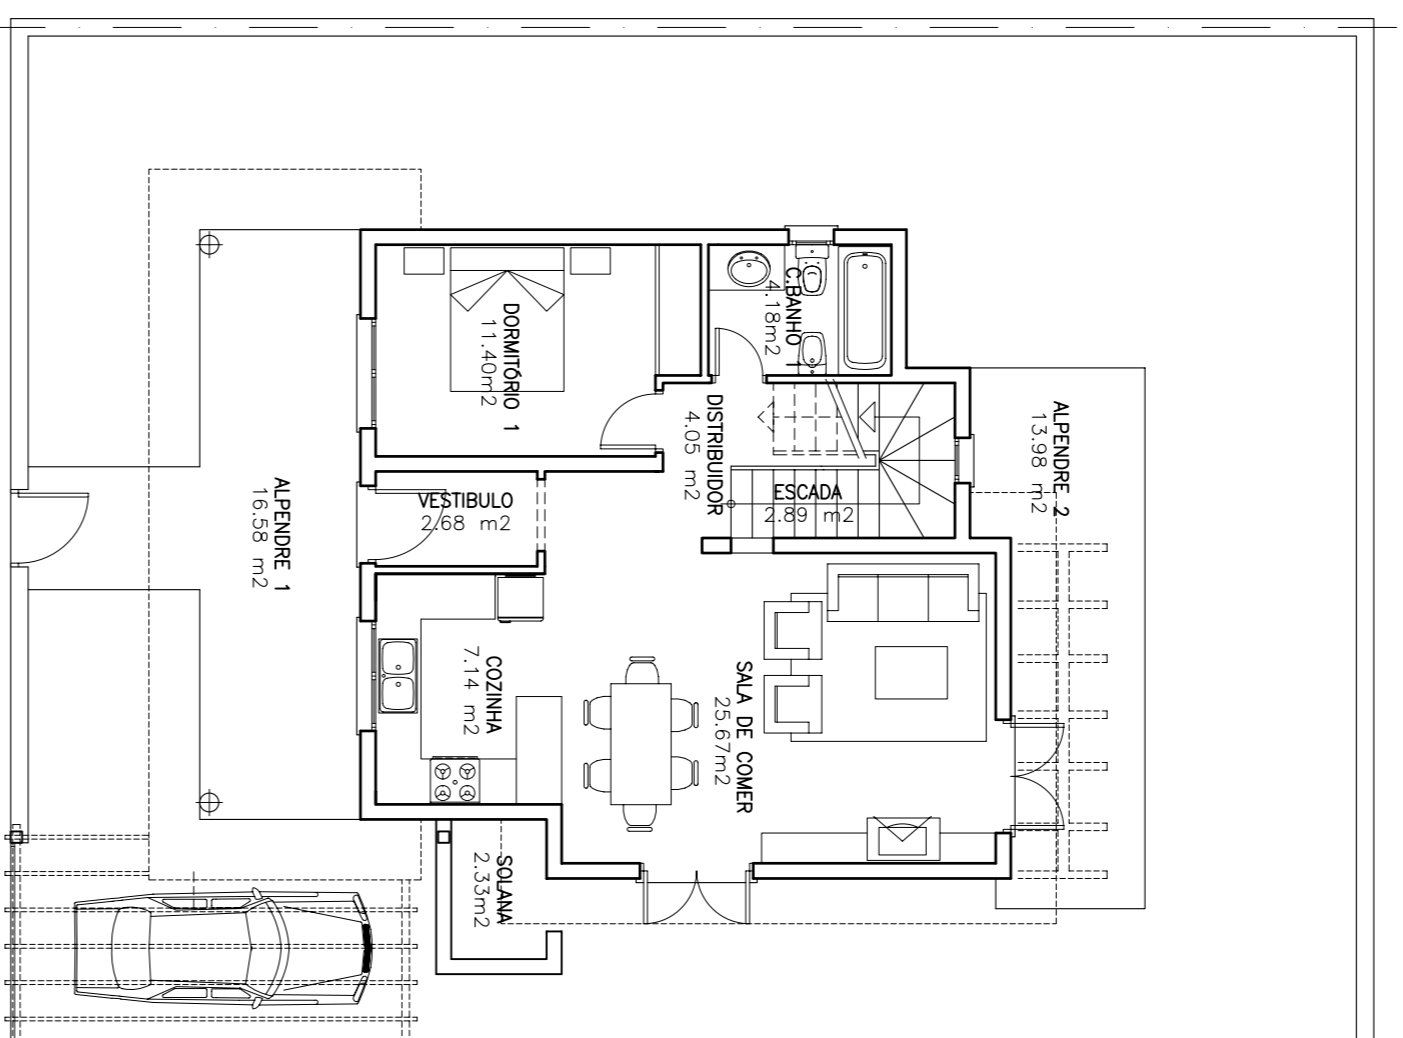 C.BANHO 1
4.18m2
DORMITÓRIO 1
11.40m2
DISTRIBUIDOR
4.05 m2
ALPENDRE 2
13.98 m2
ALPENDRE 1
16.58 m2
VESTIBULO
2.68 m2
ESCADA
2.89 m2
COZINHA
7.14 m2
SALA DE COMER
25.67m2
SOLANA
2.33m2